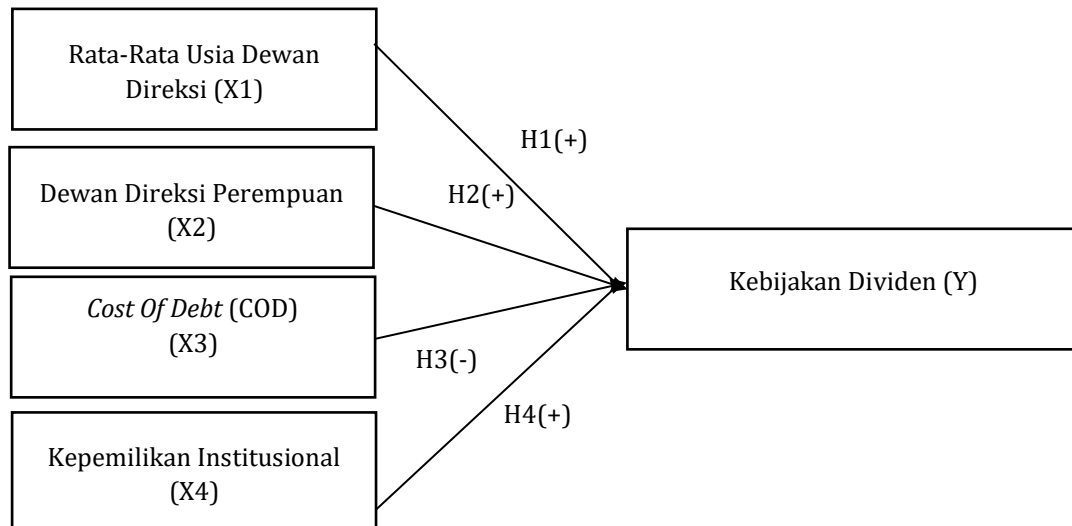 Rata-Rata Usia Dewan
Direksi (X1)
H1(+)
Dewan Direksi Perempuan
(X2)
H2(+)
Cost Of Debt (COD)
(X3)
H3(-)
Kepemilikan Institusional
(X4)
H4(+)
Kebijakan Dividen (Y)